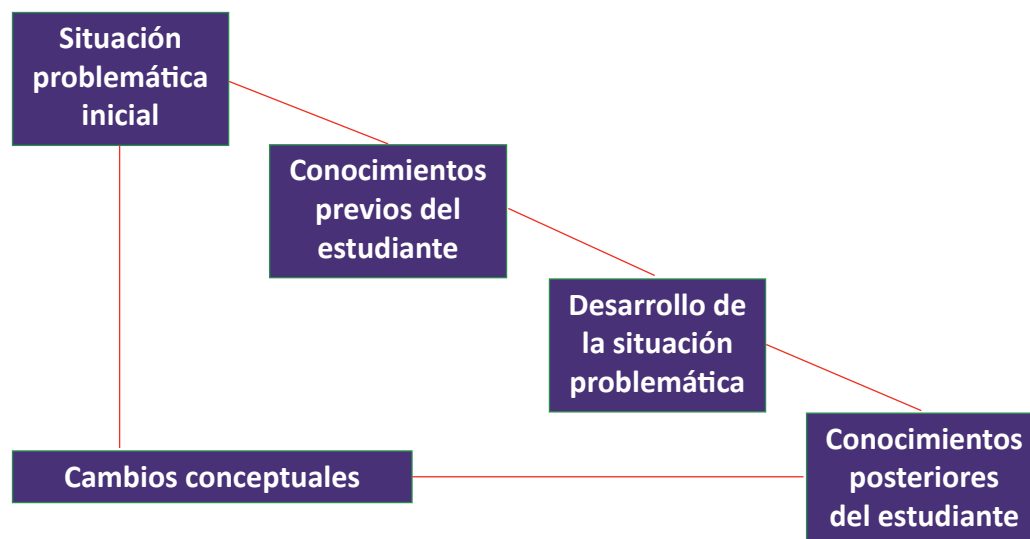 Situación
problemática
inicial
Conocimientos
previos del
estudiante
Desarrollo de
la situación
problemática
Cambios conceptuales
Conocimientos
posteriores
del estudiante